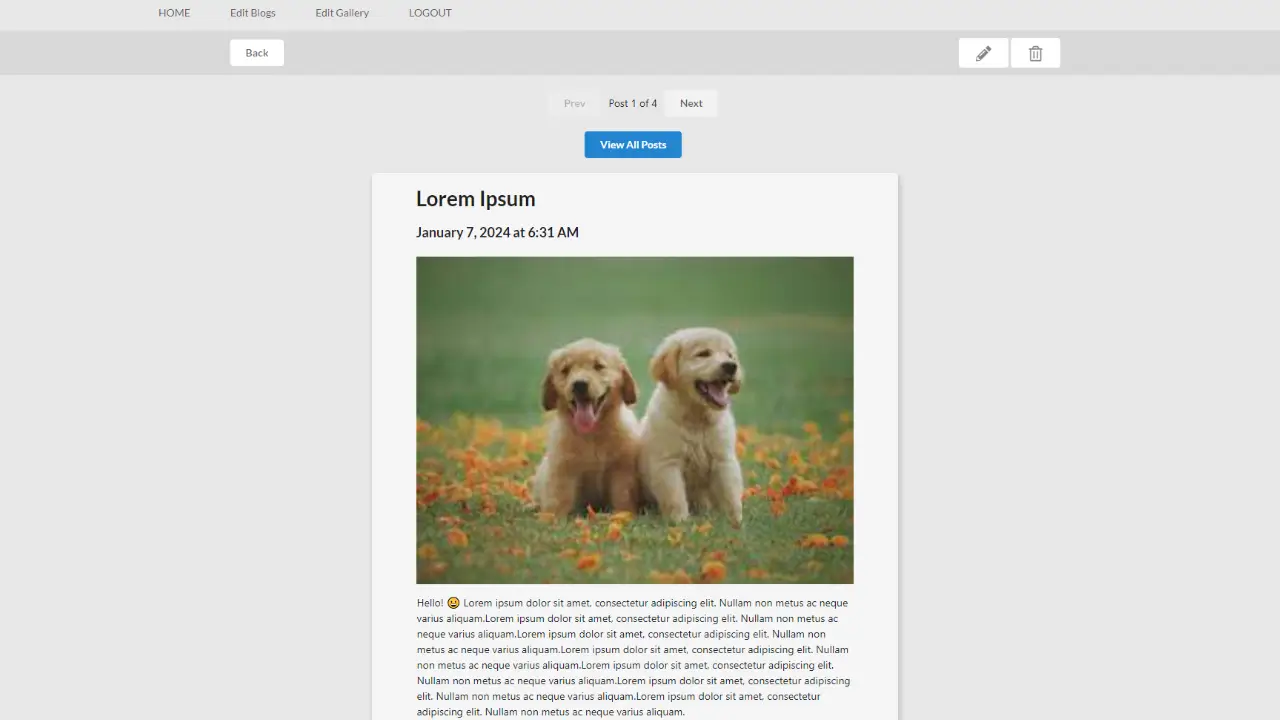 HOME Edit Blogs Edit Gallery LOGOUT
Back
Prev Post 1 of 4 Next
View All Posts
Lorem Ipsum
January 7, 2024 at 6:31 AM
Hello! 😀 Lorem ipsum dolor sit amet, consectetur adipiscing elit. Nullam non metus ac neque
varius aliquam.Lorem ipsum dolor sit amet, consectetur adipiscing elit. Nullam non metus ac
neque varius aliquam.Lorem ipsum dolor sit amet, consectetur adipiscing elit. Nullam non
metus ac neque varius aliquam.Lorem ipsum dolor sit amet, consectetur adipiscing elit. Nullam
non metus ac neque varius aliquam.Lorem ipsum dolor sit amet, consectetur adipiscing elit.
Nullam non metus ac neque varius aliquam.Lorem ipsum dolor sit amet, consectetur adipiscing
elit. Nullam non metus ac neque varius aliquam.Lorem ipsum dolor sit amet, consectetur
adipiscing elit. Nullam non metus ac neque varius aliquam.